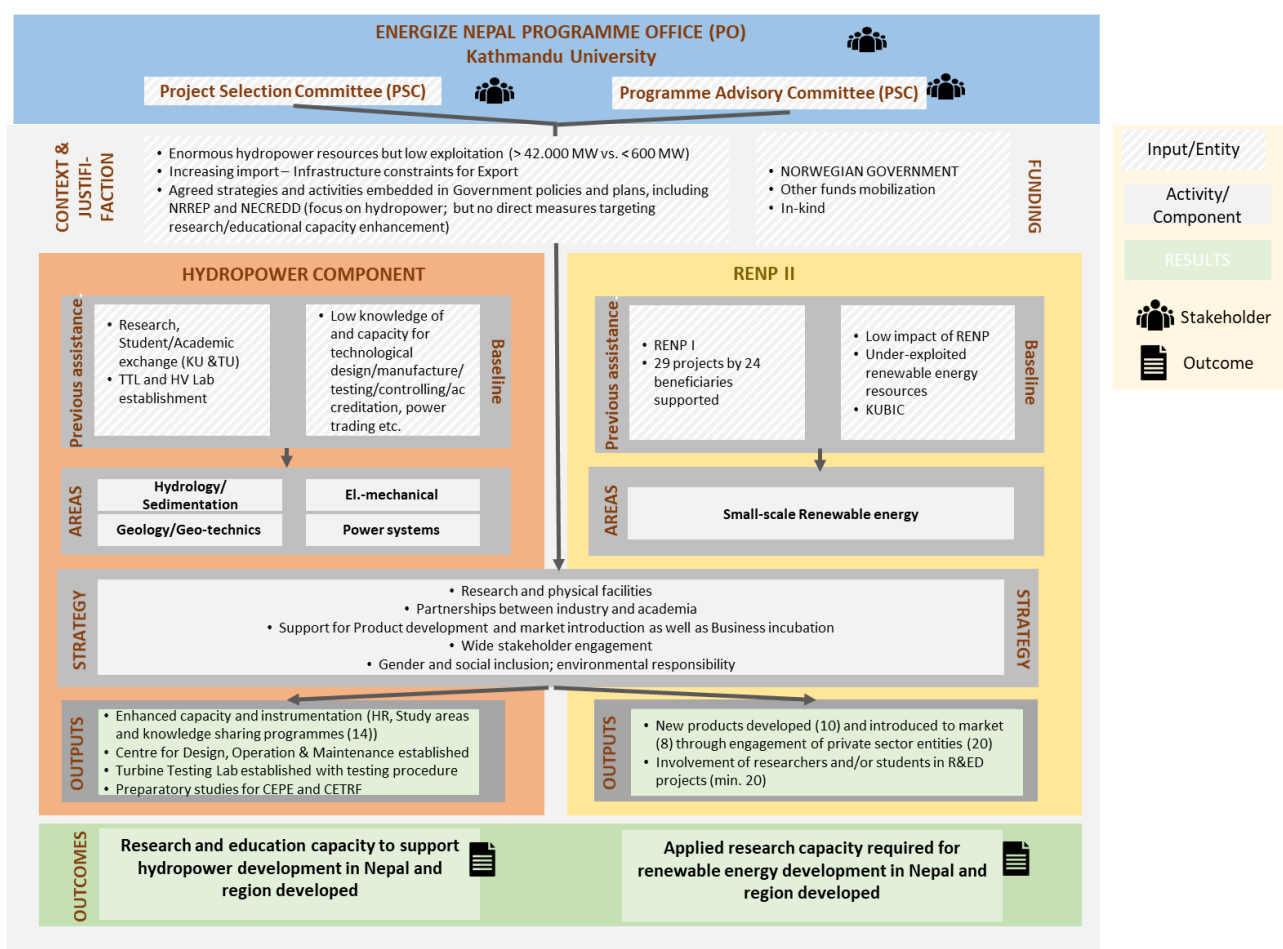 ENERGIZE NEPAL PROGRAMME OFFICE (PO)
Kathmandu University
Project Selection Committee (PSC)
Programme Advisory Committee (PSC)
CONTEXT &
JUSTIFI-
FACTION
• Enormous hydropower resources but low exploitation (> 42.000 MW vs. < 600 MW)
• Increasing import – Infrastructure constraints for Export
• Agreed strategies and activities embedded in Government policies and plans, including
NRREP and NECREDD (focus on hydropower; but no direct measures targeting
research/educational capacity enhancement)
• NORWEGIAN GOVERNMENT
• Other funds mobilization
• In-kind
FUNDING
Input/Entity
Activity/
Component
RESULTS
Stakeholder
Outcome
HYDROPOWER COMPONENT
Previous assistance.
• Research,
Student/Academic
exchange (KU &TU)
• TTL and HV Lab
establishment
• Low knowledge of
and capacity for
technological
design/manufacture/
testing/controlling/ac
creditation, power
trading etc.
Baseline
AREAS
Hydrology/
Sedimentation
El.-mechanical
Geology/Geo-technics
Power systems
RENP II
Previous assistance.
• RENP I
• 29 projects by 24
beneficiaries
supported
• Low impact of RENP
• Under-exploited
renewable energy
resources
• KUBIC
Baseline
AREAS
Small-scale Renewable energy
STRATEGY
• Research and physical facilities
• Partnerships between industry and academia
• Support for Product development and market introduction as well as Business incubation
• Wide stakeholder engagement
• Gender and social inclusion; environmental responsibility
STRATEGY
OUTPUTS
• Enhanced capacity and instrumentation (HR, Study areas
and knowledge sharing programmes (14))
• Centre for Design, Operation & Maintenance established
• Turbine Testing Lab established with testing procedure
• Preparatory studies for CEPE and CETRF
OUTPUTS
• New products developed (10) and introduced to market
(8) through engagement of private sector entities (20)
• Involvement of researchers and/or students in R&ED
projects (min. 20)
OUTCOMES
Research and education capacity to support
hydropower development in Nepal and
region developed
Applied research capacity required for
renewable energy development in Nepal and
region developed